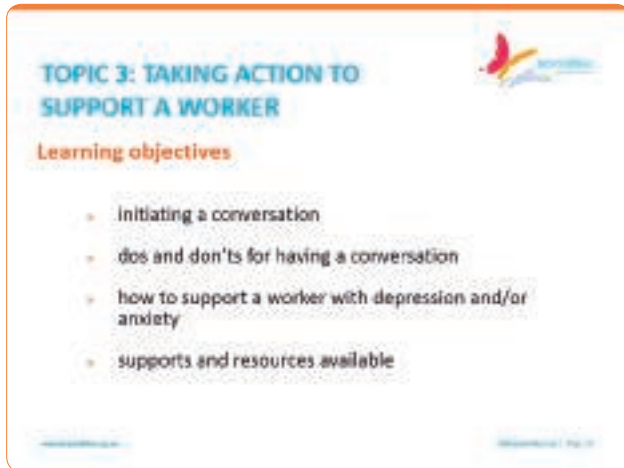 TOPIC 3: TAKING ACTION TO
SUPPORT A WORKER
Learning objectives
initiating a conversation
dos and don'ts for having a conversation
how to support a worker with depression and/or
anxiety
supports and resources available